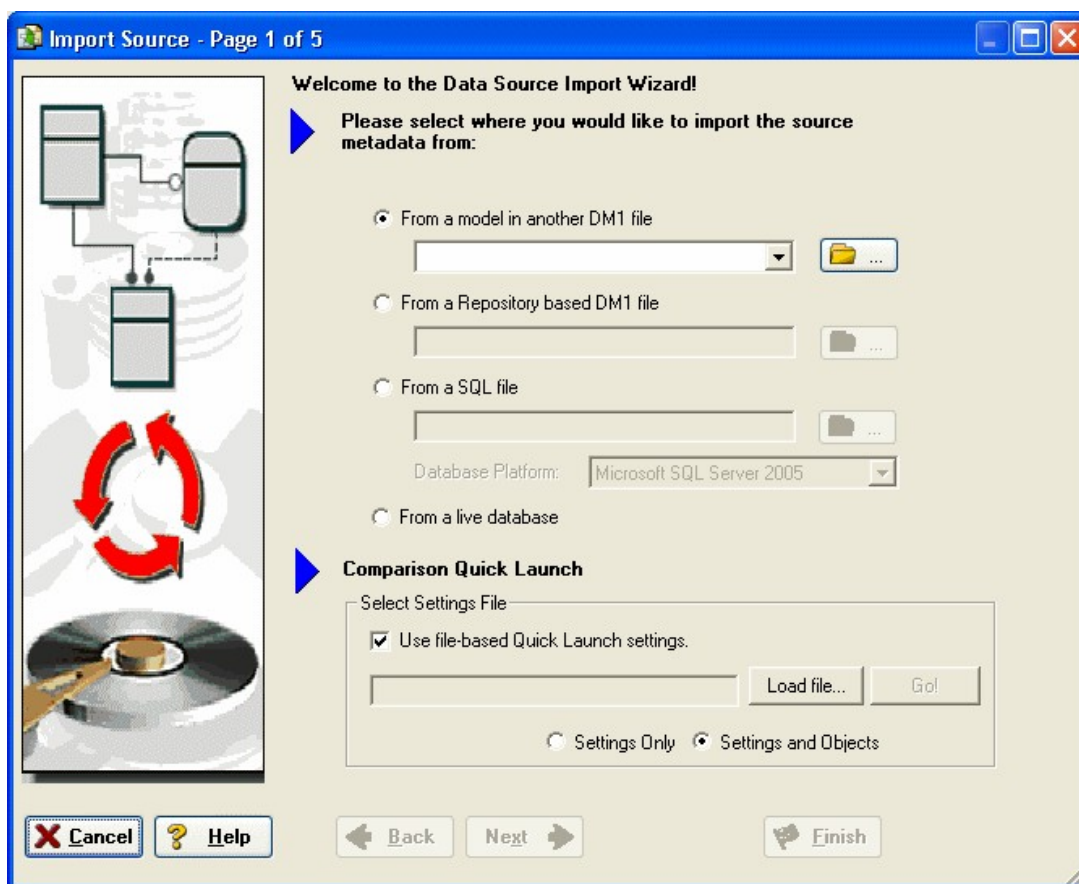 Import Source - Page 1 of 5
Welcome to the Data Source Import Wizard!
Please select where you would like to import the source
metadata from:
From a model in another DM1 file
...
From a Repository based DM1 file
...
From a SQL file
...
Database Platform: Microsoft SQL Server 2005
From a live database
Comparison Quick Launch
Select Settings File
Use file-based Quick Launch settings.
Load file... Go!
Settings Only Settings and Objects
Cancel Help Back Next Finish